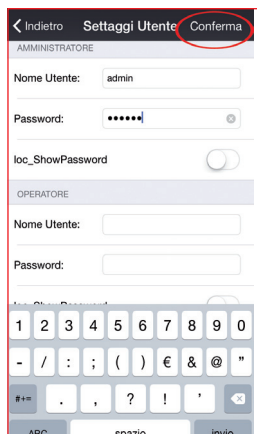 Indietro Settaggi Utente Conferma
AMMINISTRATORE
Nome Utente: admin
Password: ••••••
loc_ShowPassword
OPERATORE
Nome Utente:
Password:
1 2 3 4 5 6 7 8 9 0
- / : ; ( ) € & @ "
#+= . , ? ! '
ABC spazio invio